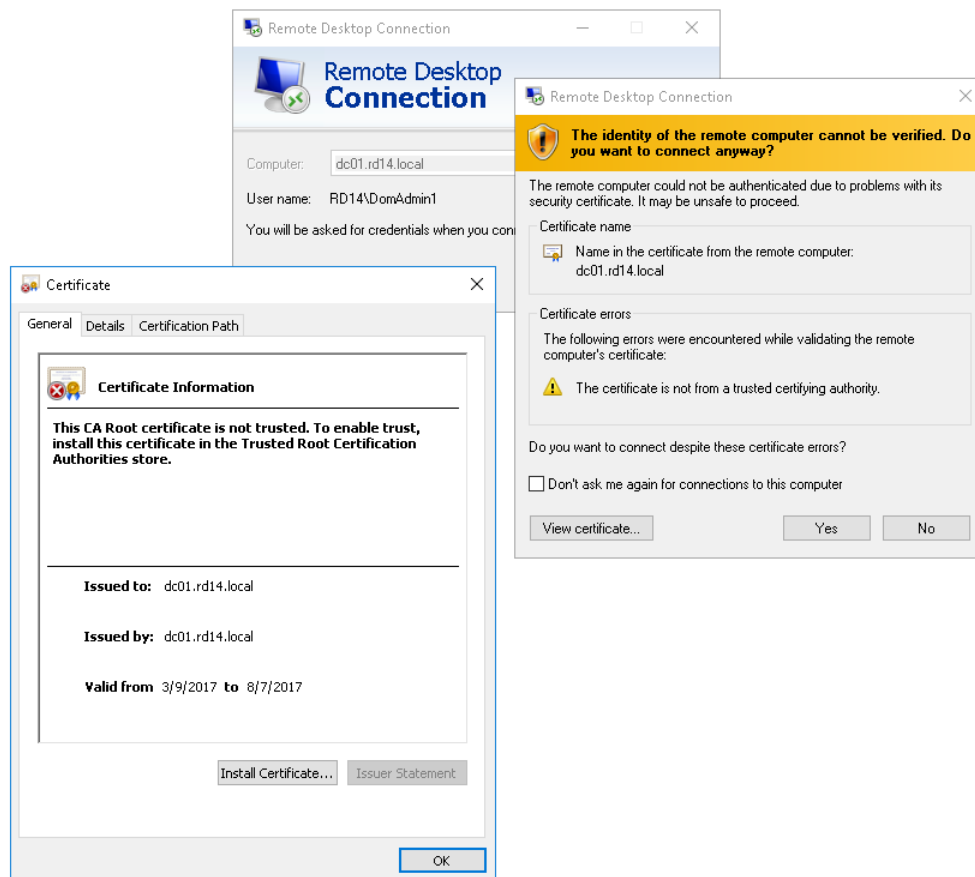 Remote Desktop Connection
Remote Desktop
Connection
Computer: dc01.rd14.local
User name: RD14\DomAdmin1
You will be asked for credentials when you con
Remote Desktop Connection
The identity of the remote computer cannot be verified. Do
you want to connect anyway?
The remote computer could not be authenticated due to problems with its
security certificate. It may be unsafe to proceed.
Certificate name
Name in the certificate from the remote computer:
dc01.rd14.local
Certificate errors
The following errors were encountered while validating the remote
computer's certificate:
The certificate is not from a trusted certifying authority.
Do you want to connect despite these certificate errors?
Don't ask me again for connections to this computer
View certificate... Yes No
Certificate
General Details Certification Path
Certificate Information
This CA Root certificate is not trusted. To enable trust,
install this certificate in the Trusted Root Certification
Authorities store.
Issued to: dc01.rd14.local
Issued by: dc01.rd14.local
Valid from 3/9/2017 to 8/7/2017
Install Certificate... Issuer Statement
OK